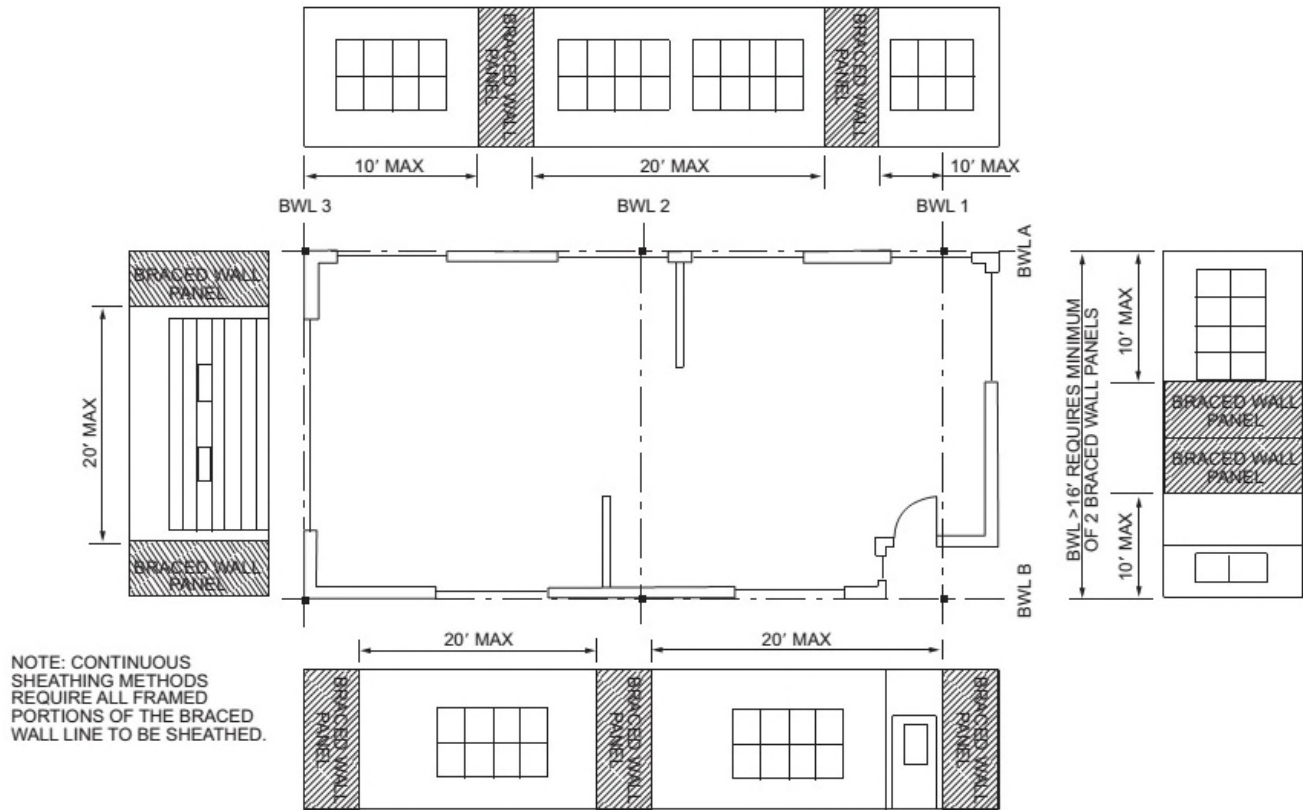 BRACED WALL
PANEL
BRACED WALL
PANEL
10' MAX
20' MAX
10' MAX
BWL 3
BWL 2
BWL 1
BWL A
BRACED WALL
PANEL
20' MAX
BRACED WALL
PANEL
BWL >16' REQUIRES MINIMUM
OF 2 BRACED WALL PANELS
10' MAX
BRACED WALL
PANEL
BRACED WALL
PANEL
10' MAX
BWL B
NOTE: CONTINUOUS
SHEATHING METHODS
REQUIRE ALL FRAMED
PORTIONS OF THE BRACED
WALL LINE TO BE SHEATHED.
20' MAX
20' MAX
BRACED WALL
PANEL
BRACED WALL
PANEL
BRACED WALL
PANEL